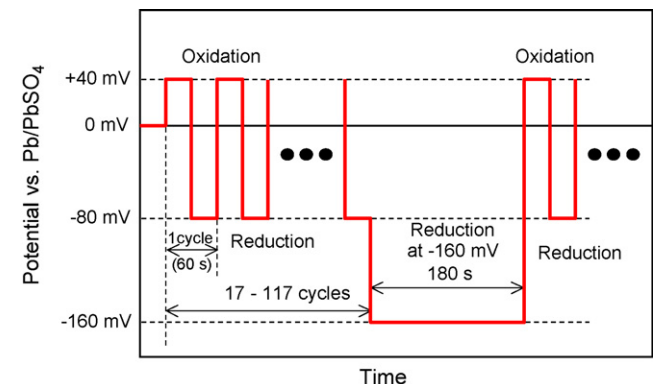 Oxidation
Oxidation
+40 mV
0 mV
-80 mV
-160 mV
Potential vs. Pb/PbSO4
1cycle
(60 s)
Reduction
Reduction
at -160 mV
180 s
Reduction
17 - 117 cycles
Time